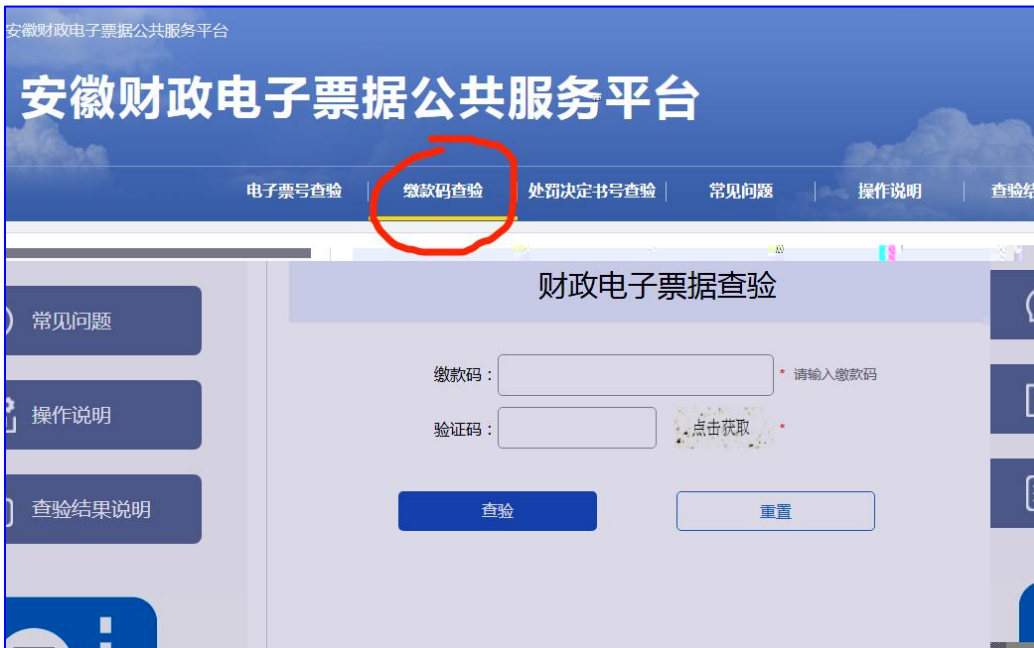 安徽财政电子票据公共服务平台
安徽财政电子票据公共服务平台
电子票号查验 缴款码查验 处罚决定书号查验 常见问题 操作说明 查验结
财政电子票据查验
常见问题
缴款码： * 请输入缴款码
操作说明
验证码： 点击获取 *
查验结果说明
查验 重置